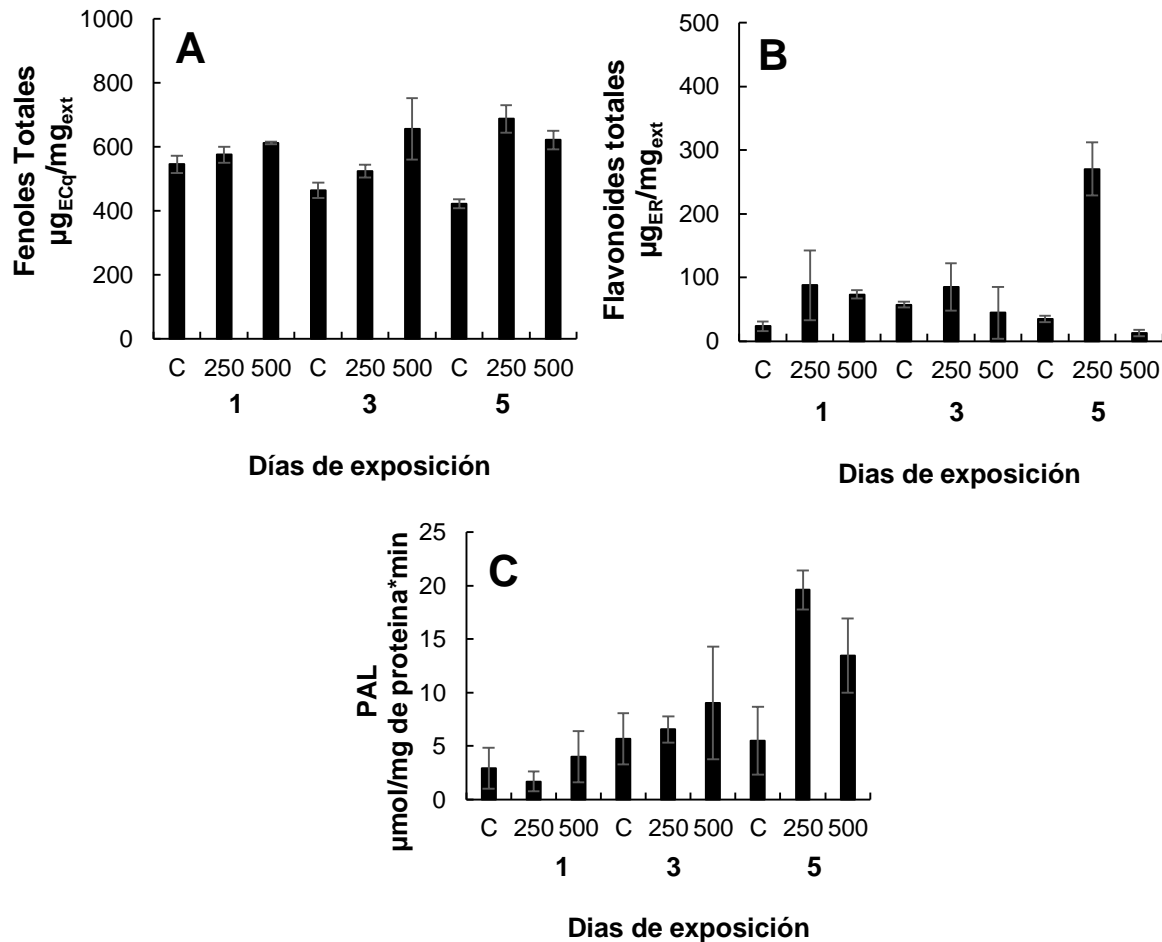 A
Fenoles Totales
µgECq/mgext
1000
800
600
400
200
0
C 250 500 C 250 500 C 250 500
1 3 5
Días de exposición
B
Flavonoides totales
µgER/mgext
500
400
300
200
100
0
C 250 500 C 250 500 C 250 500
1 3 5
Dias de exposición
C
PAL
µmol/mg de proteina*min
25
20
15
10
5
0
C 250 500 C 250 500 C 250 500
1 3 5
Dias de exposición